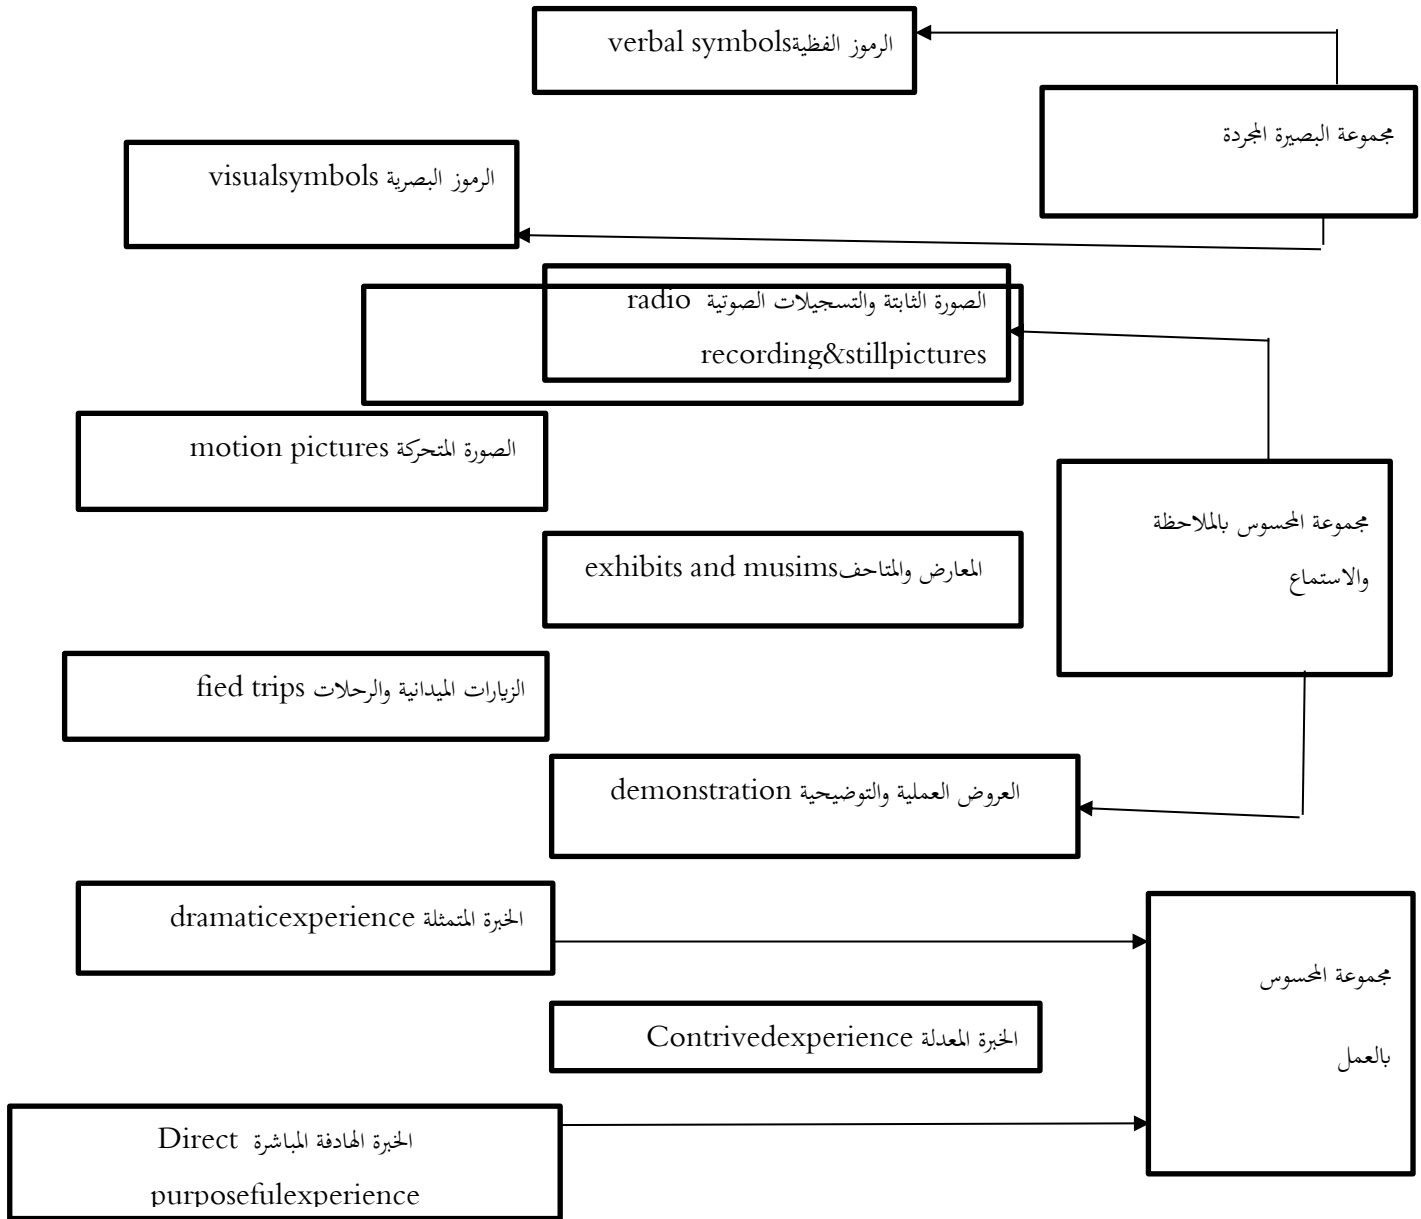 الرموز الفظيةverbal symbols
مجموعة البصيرة المجردة
الرموز البصرية visualsymbols
الصورة الثابتة والتسجيلات الصوتية radio
recording&stillpictures
الصورة المتحركة motion pictures
مجموعة المحسوس بالملاحظة
والاستماع
المعارض والمتاحفexhibits and musims
الزيارات الميدانية والرحلات fied trips
العروض العملية والتوضيحية demonstration
الخبرة المتمثلة dramaticexperience
مجموعة المحسوس
بالعمل
الخبرة المعدلة Contrivedexperience
الخبرة الهادفة المباشرة Direct
purposefulexperience